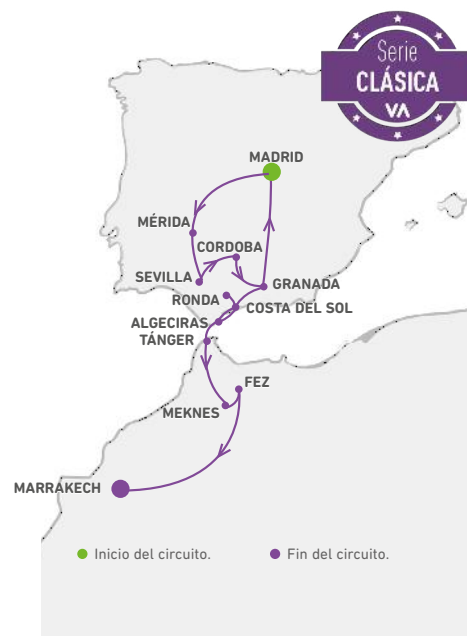 Serie
CLÁSICA
VA
MADRID
MÉRIDA
CORDOBA
SEVILLA
GRANADA
RONDA
COSTA DEL SOL
ALGECIRAS
TÁNGER
FEZ
MEKNES
MARRAKECH
Inicio del circuito.
Fin del circuito.